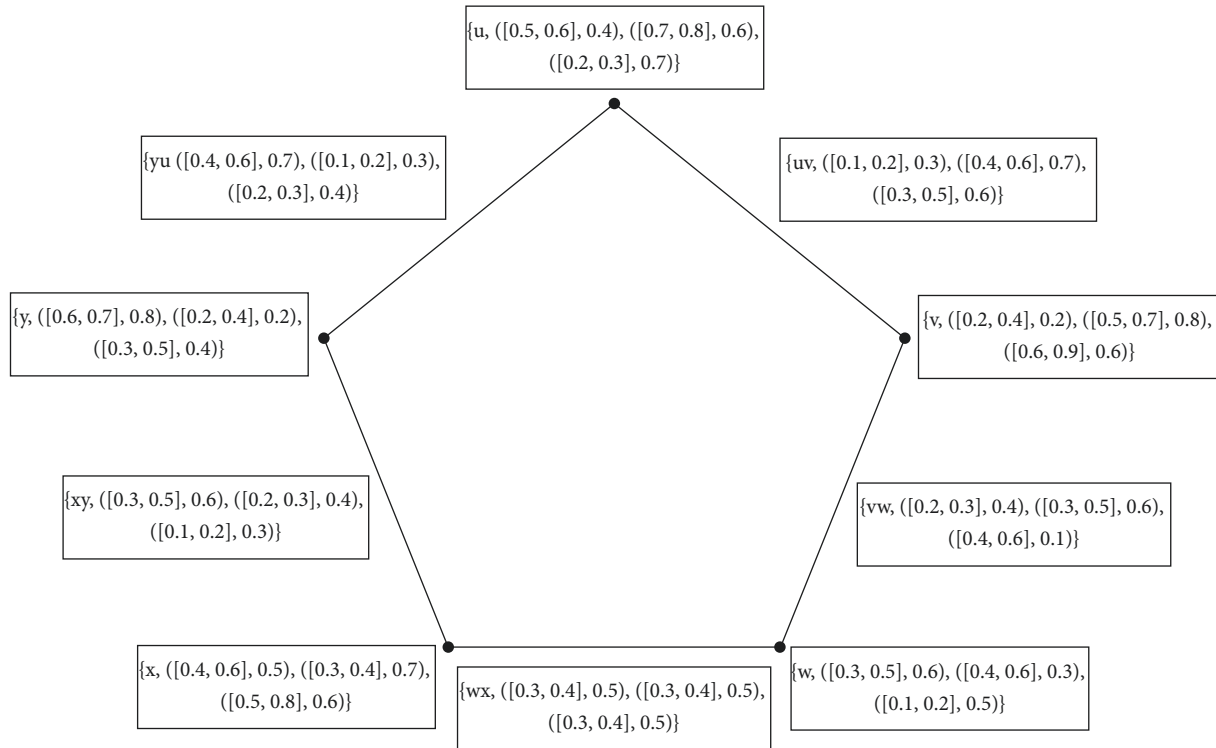 {u, ([0.5, 0.6], 0.4), ([0.7, 0.8], 0.6),
([0.2, 0.3], 0.7)}
{yu ([0.4, 0.6], 0.7), ([0.1, 0.2], 0.3),
([0.2, 0.3], 0.4)}
{uv, ([0.1, 0.2], 0.3), ([0.4, 0.6], 0.7),
([0.3, 0.5], 0.6)}
{y, ([0.6, 0.7], 0.8), ([0.2, 0.4], 0.2),
([0.3, 0.5], 0.4)}
{v, ([0.2, 0.4], 0.2), ([0.5, 0.7], 0.8),
([0.6, 0.9], 0.6)}
{xy, ([0.3, 0.5], 0.6), ([0.2, 0.3], 0.4),
([0.1, 0.2], 0.3)}
{vw, ([0.2, 0.3], 0.4), ([0.3, 0.5], 0.6),
([0.4, 0.6], 0.1)}
{x, ([0.4, 0.6], 0.5), ([0.3, 0.4], 0.7),
([0.5, 0.8], 0.6)}
{wx, ([0.3, 0.4], 0.5), ([0.3, 0.4], 0.5),
([0.3, 0.4], 0.5)}
{w, ([0.3, 0.5], 0.6), ([0.4, 0.6], 0.3),
([0.1, 0.2], 0.5)}